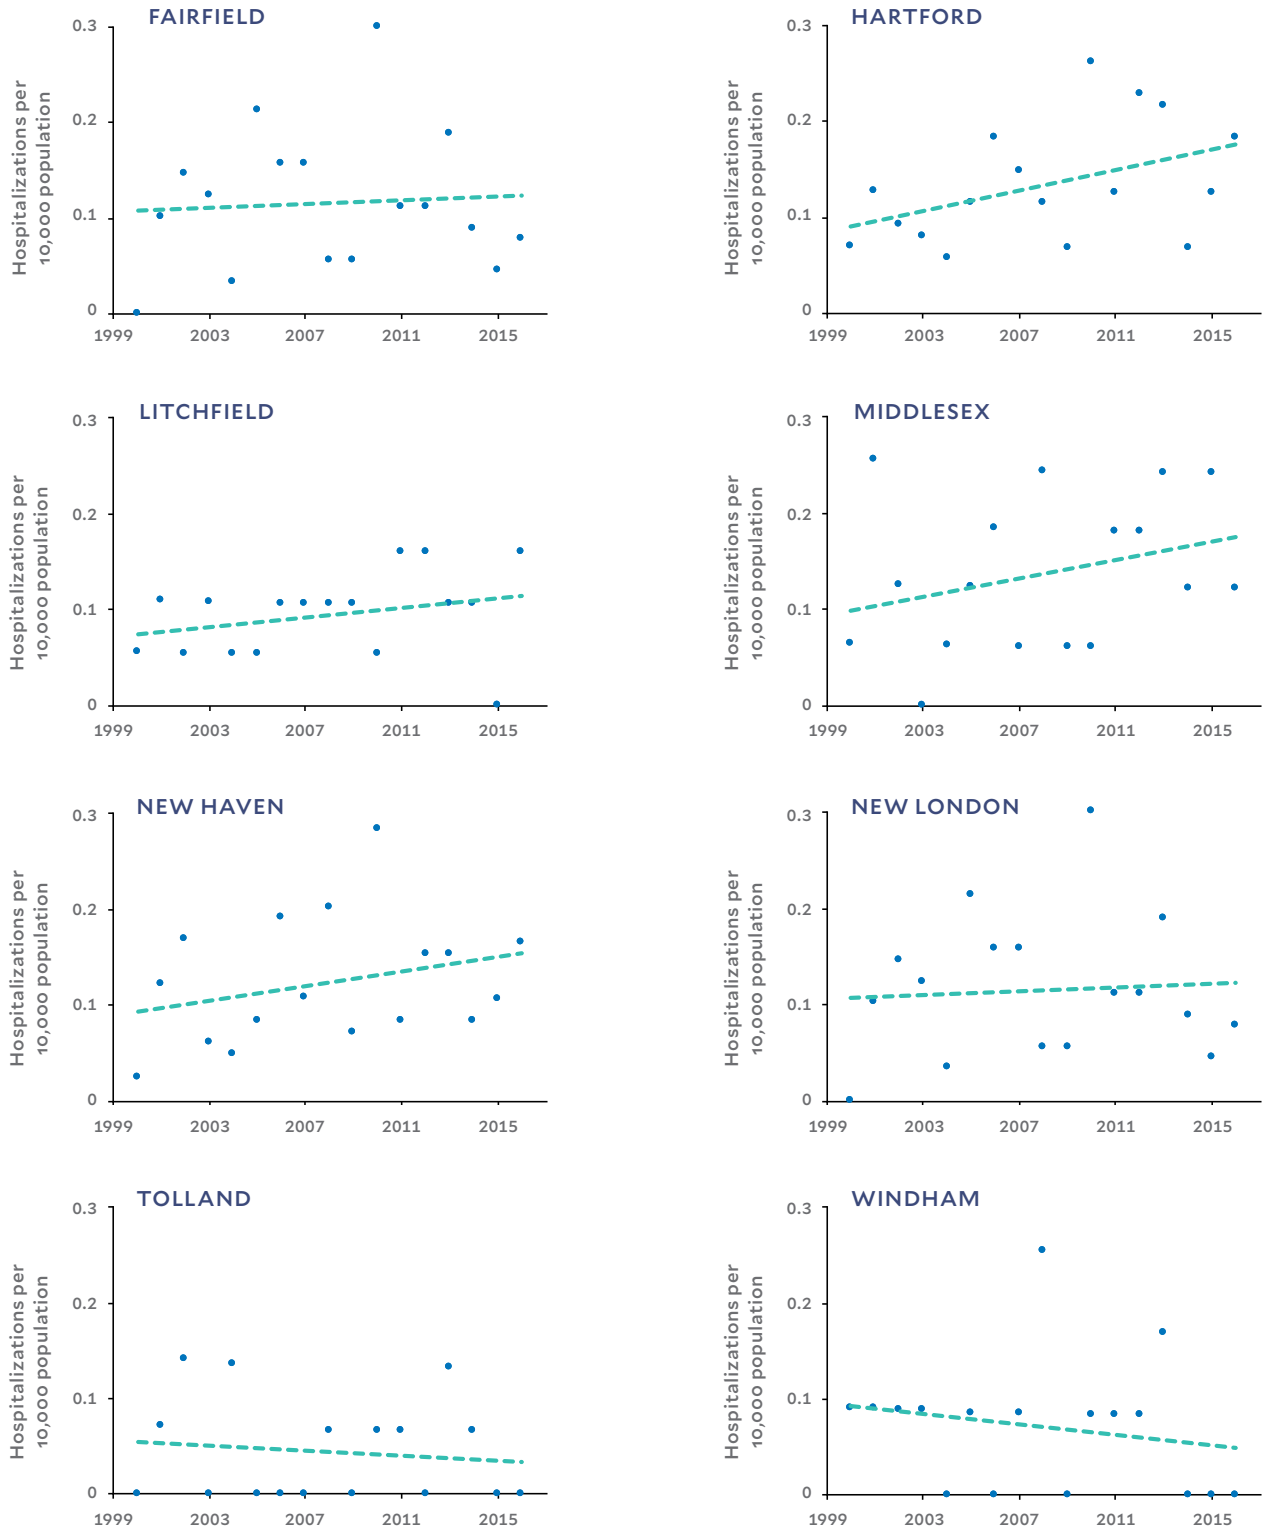 FAIRFIELD
0.3
0.2
0.1
0
Hospitalizations per
10,000 population
1999 2003 2007 2011 2015
HARTFORD
0.3
0.2
0.1
0
Hospitalizations per
10,000 population
1999 2003 2007 2011 2015
LITCHFIELD
0.3
0.2
0.1
0
Hospitalizations per
10,000 population
1999 2003 2007 2011 2015
MIDDLESEX
0.3
0.2
0.1
0
Hospitalizations per
10,000 population
1999 2003 2007 2011 2015
NEW HAVEN
0.3
0.2
0.1
0
Hospitalizations per
10,000 population
1999 2003 2007 2011 2015
NEW LONDON
0.3
0.2
0.1
0
Hospitalizations per
10,000 population
1999 2003 2007 2011 2015
TOLLAND
0.3
0.2
0.1
0
Hospitalizations per
10,000 population
1999 2003 2007 2011 2015
WINDHAM
0.3
0.2
0.1
0
Hospitalizations per
10,000 population
1999 2003 2007 2011 2015